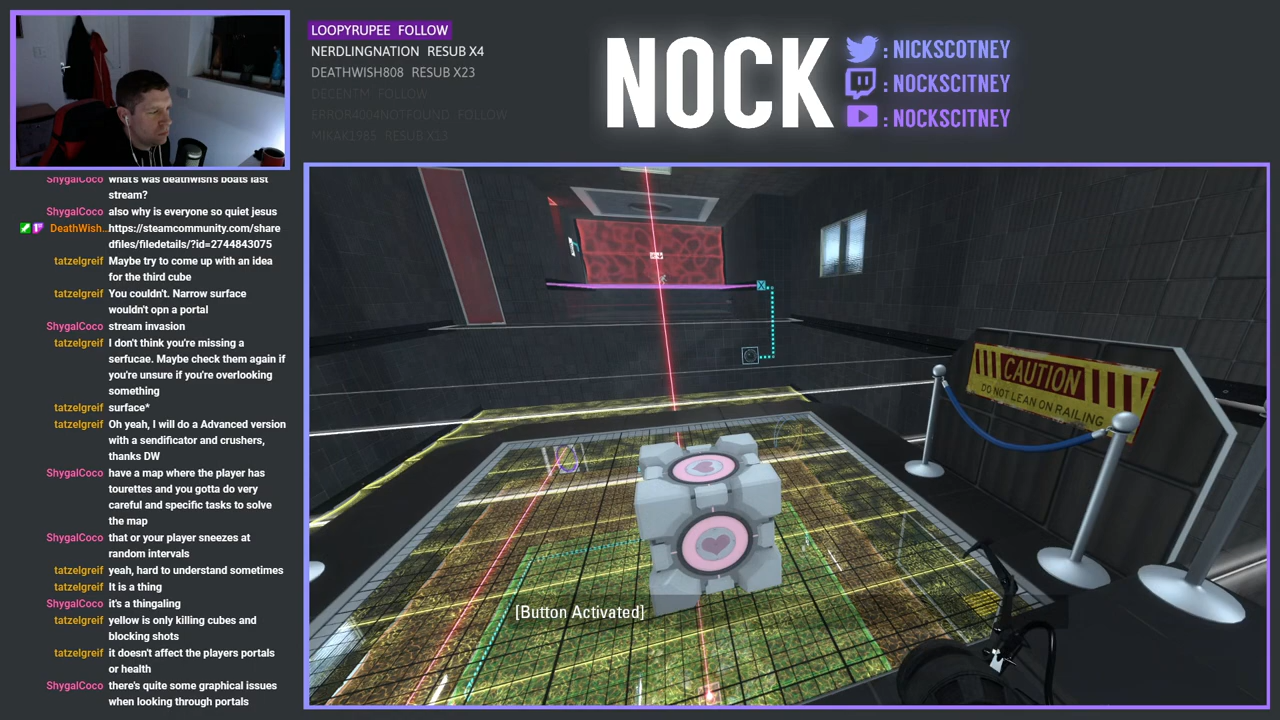 LOOPYRUPEE FOLLOW
NERDLINGNATION RESUB X4
DEATHWISH808 RESUB X23
DECENTM FOLLOW
ERROR4004NOTFOUND FOLLOW
MIKAK1985 RESUB X13
NOCK
: NICKSCOTNEY
: NOCKSCITNEY
: NOCKSCITNEY
ShygalCoco what's was deathwish's boats last
stream?
ShygalCoco also why is everyone so quiet jesus
DeathWish... https://steamcommunity.com/share
dfiles/filedetails/?id=2744843075
tatzelgreif Maybe try to come up with an idea
for the third cube
tatzelgreif You couldn't. Narrow surface
wouldn't opn a portal
ShygalCoco stream invasion
tatzelgreif I don't think you're missing a
serfucae. Maybe check them again if
you're unsure if you're overlooking
something
tatzelgreif surface*
tatzelgreif Oh yeah, I will do a Advanced version
with a sendificator and crushers,
thanks DW
ShygalCoco have a map where the player has
tourettes and you gotta do very
careful and specific tasks to solve
the map
ShygalCoco that or your player sneezes at
random intervals
tatzelgreif yeah, hard to understand sometimes
tatzelgreif It is a thing
ShygalCoco it's a thingaling
tatzelgreif yellow is only killing cubes and
blocking shots
tatzelgreif it doesn't affect the players portals
or health
ShygalCoco there's quite some graphical issues
when looking through portals
CAUTION
DO NOT LEAN ON RAILING
[Button Activated]